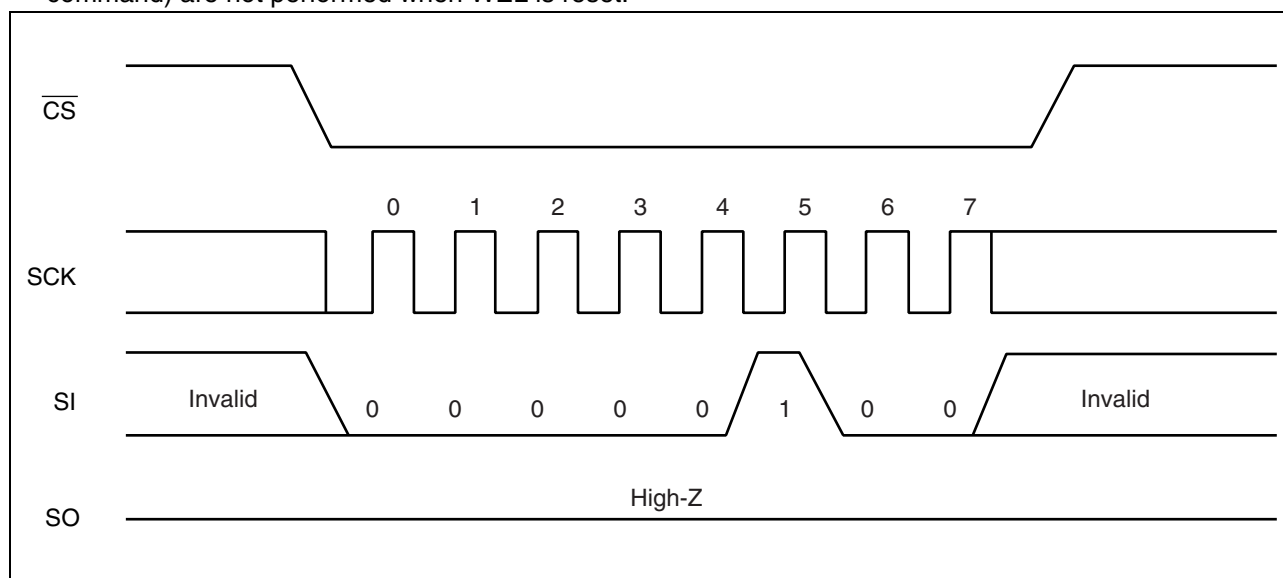 command) are not performed when WEL is reset.
CS
0 1 2 3 4 5 6 7
SCK
SI
Invalid 0 0 0 0 0 1 0 0 Invalid
High-Z
SO